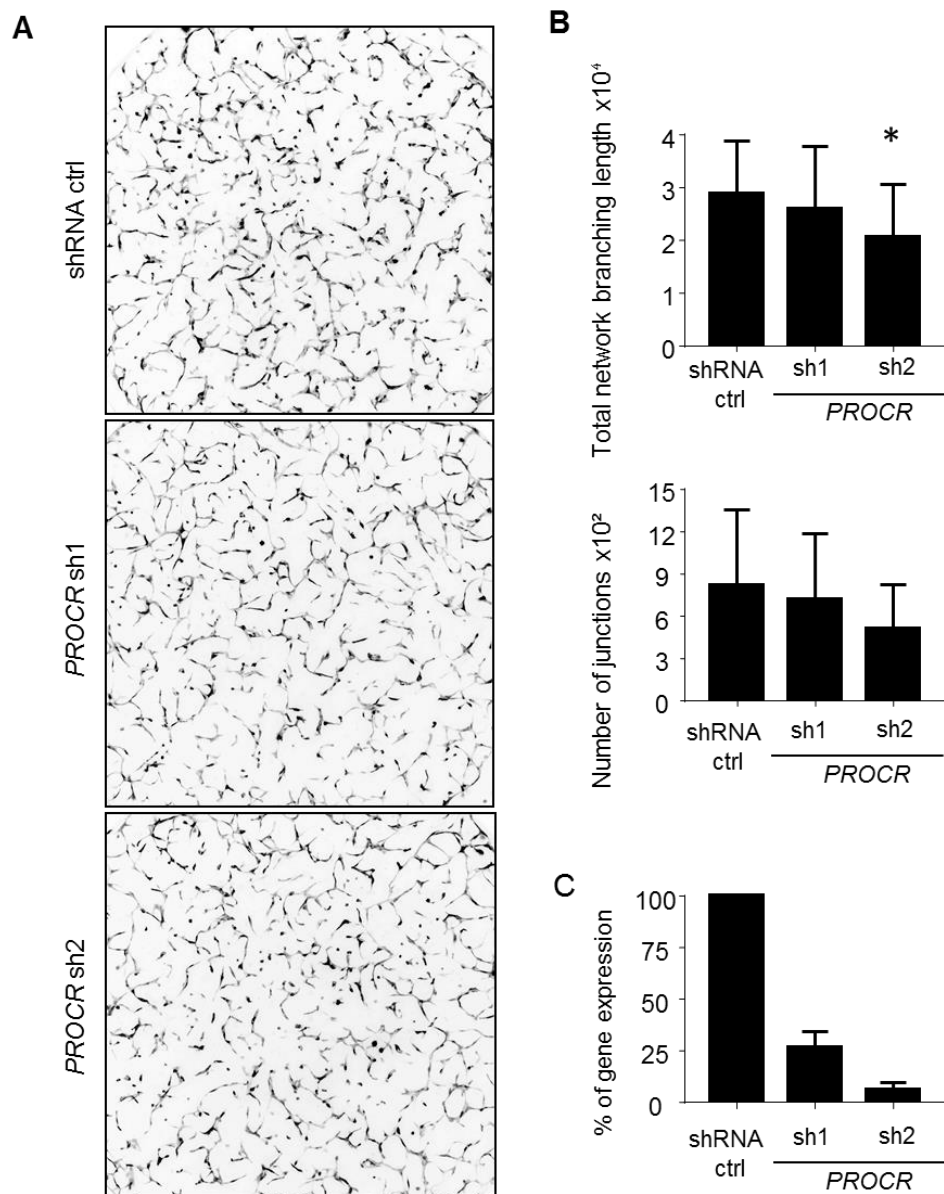 A
shRNA ctrl
PROCR sh1
PROCR sh2
B
Total network branching length x10⁴
4
3
2
1
0
*
shRNA
ctrl
sh1
sh2
PROCR
Number of junctions x10²
15
12
9
6
3
0
shRNA
ctrl
sh1
sh2
PROCR
C
% of gene expression
100
75
50
25
0
shRNA
ctrl
sh1
sh2
PROCR